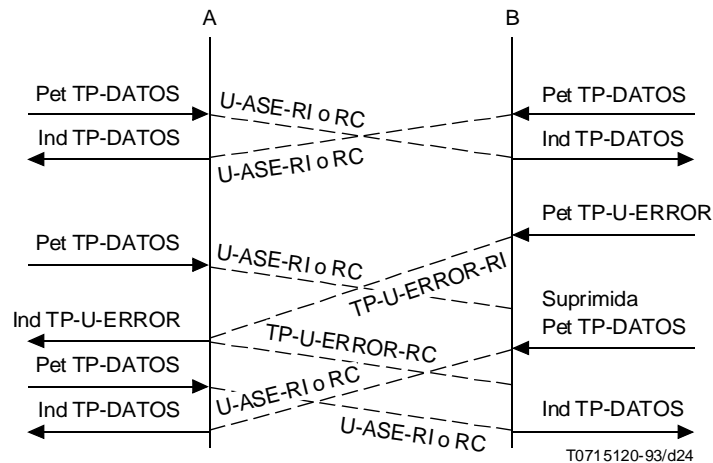 A
B
Pet TP-DATOS
U-ASE-RI o RC
Pet TP-DATOS
Ind TP-DATOS
U-ASE-RI o RC
Ind TP-DATOS
Pet TP-U-ERROR
Pet TP-DATOS
U-ASE-RI o RC
TP-U-ERROR-RI
Suprimida
Ind TP-U-ERROR
TP-U-ERROR-RC
Pet TP-DATOS
Pet TP-DATOS
U-ASE-RI o RC
Ind TP-DATOS
U-ASE-RI o RC
Ind TP-DATOS
T0715120-93/d24